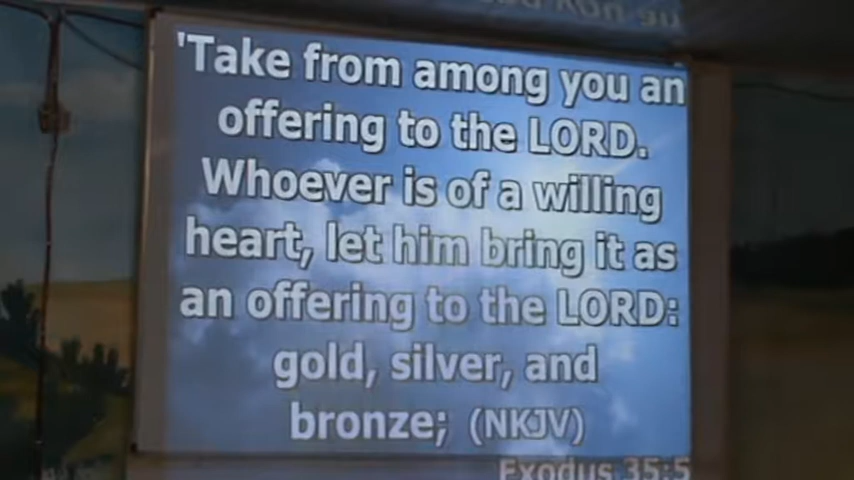 'Take from among you an
offering to the LORD.
Whoever is of a willing
heart, let him bring it as
an offering to the LORD:
gold, silver, and
bronze; (NKJV)
Exodus 35:5